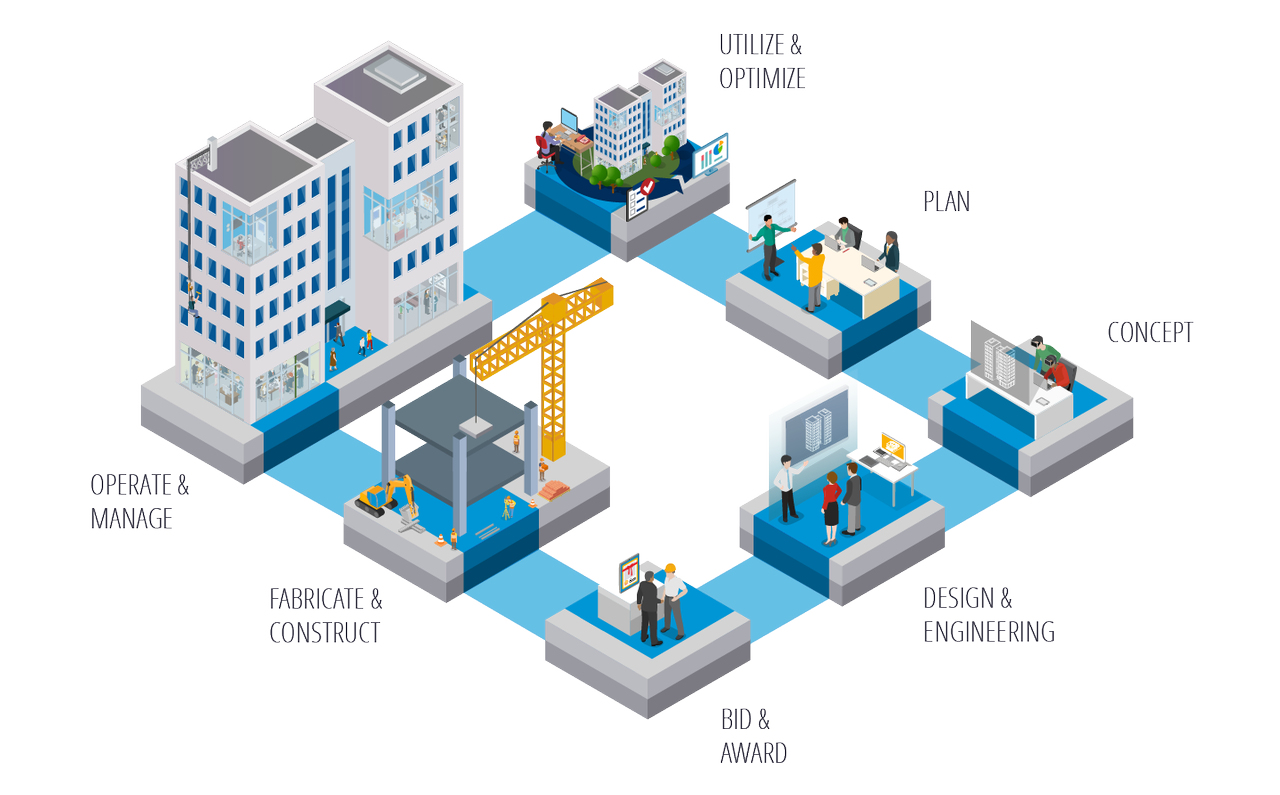 UTILIZE &
OPTIMIZE
PLAN
CONCEPT
DESIGN &
ENGINEERING
BID &
AWARD
FABRICATE &
CONSTRUCT
OPERATE &
MANAGE